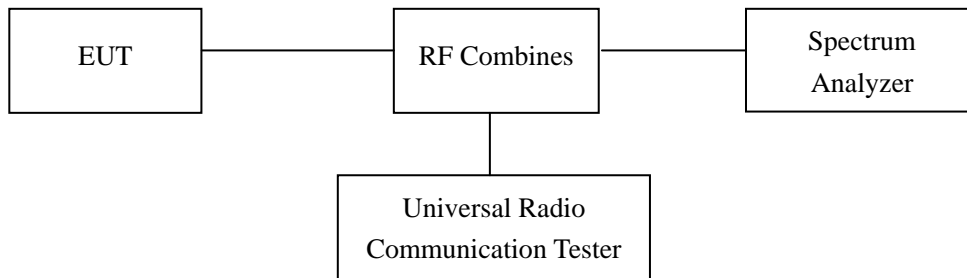 EUT
RF Combines
Spectrum
Analyzer
Universal Radio
Communication Tester